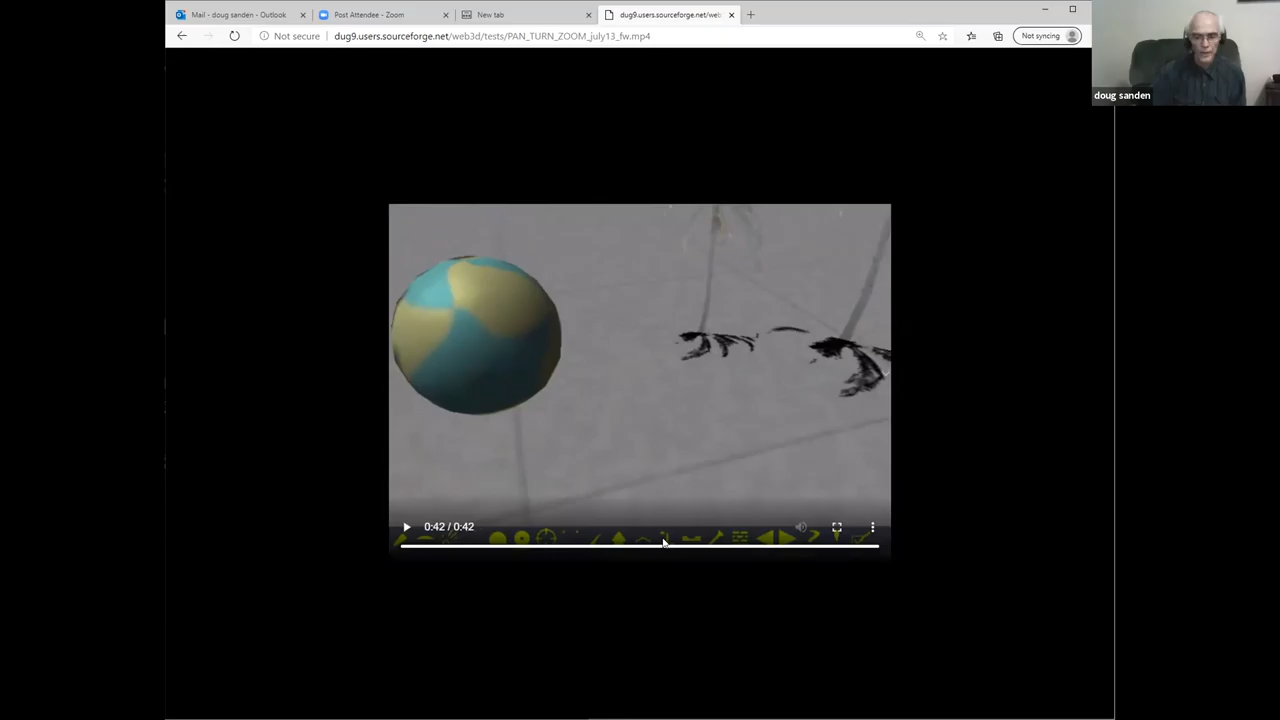 Mail - doug sanden - Outlook
Post Attendee - Zoom
New tab
dug9.users.sourceforge.net/web
Not secure
dug9.users.sourceforge.net/web3d/tests/PAN_TURN_ZOOM_july13_fw.mp4
Not syncing
doug sanden
0:42 / 0:42